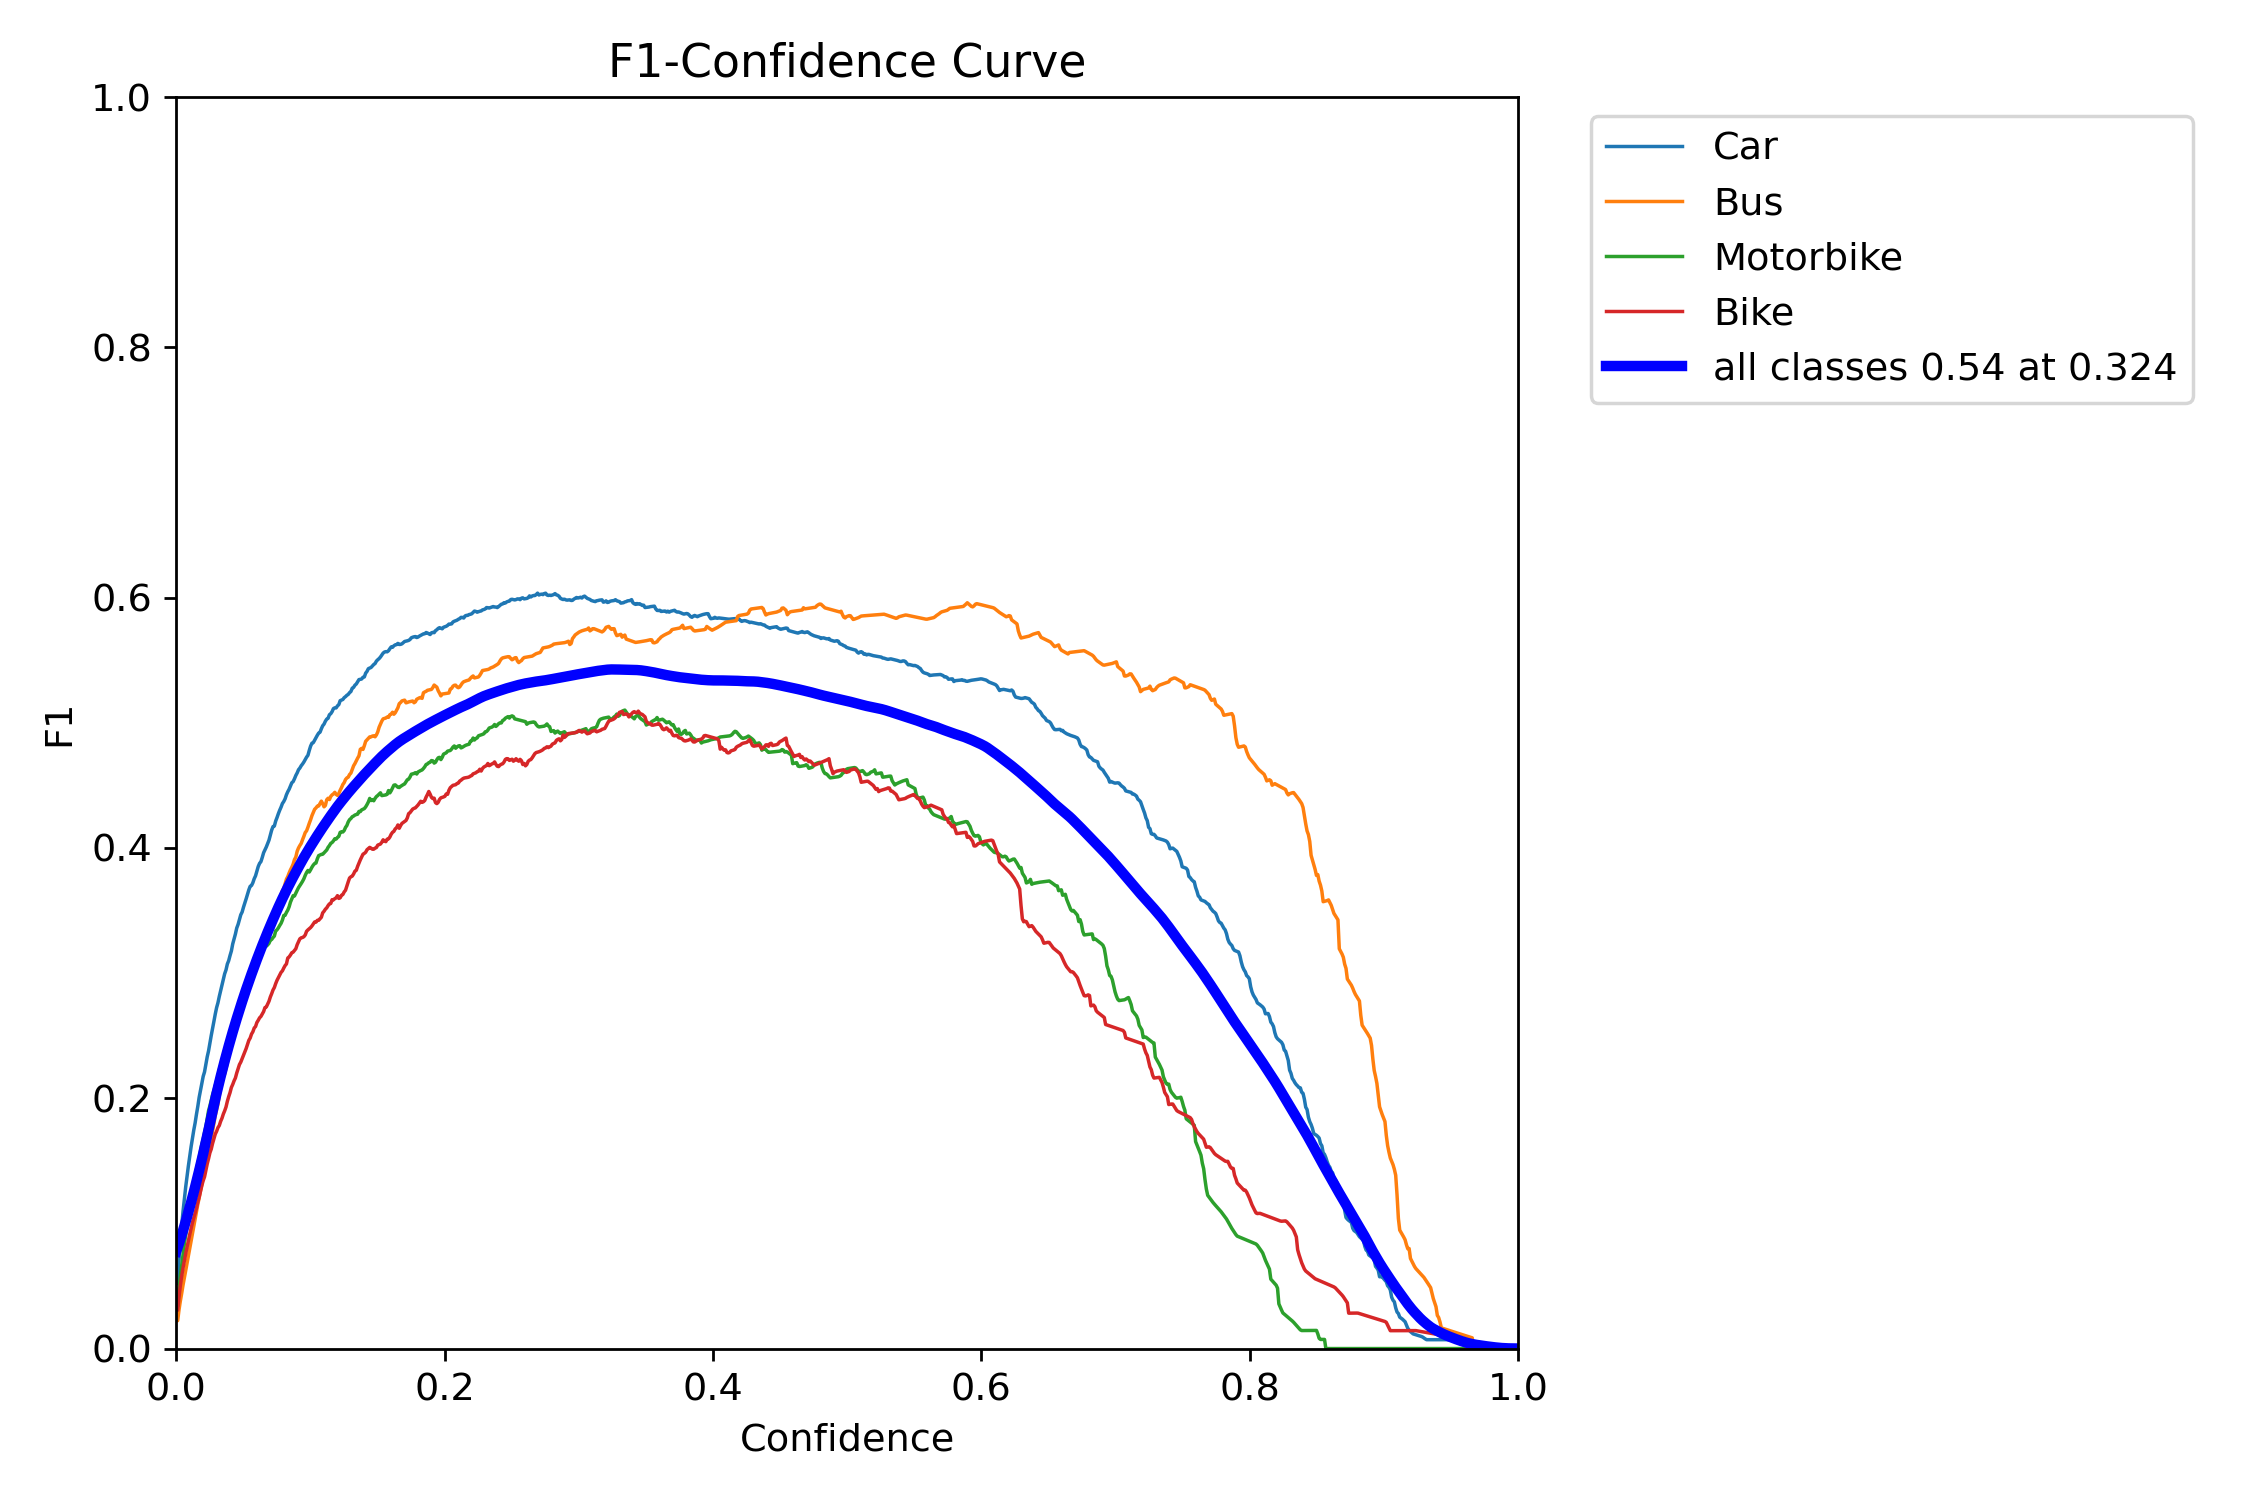 F1-Confidence Curve
1.0
0.8
0.6
0.4
0.2
0.0
F1
0.0 0.2 0.4 0.6 0.8 1.0
Confidence
Car
Bus
Motorbike
Bike
all classes 0.54 at 0.324